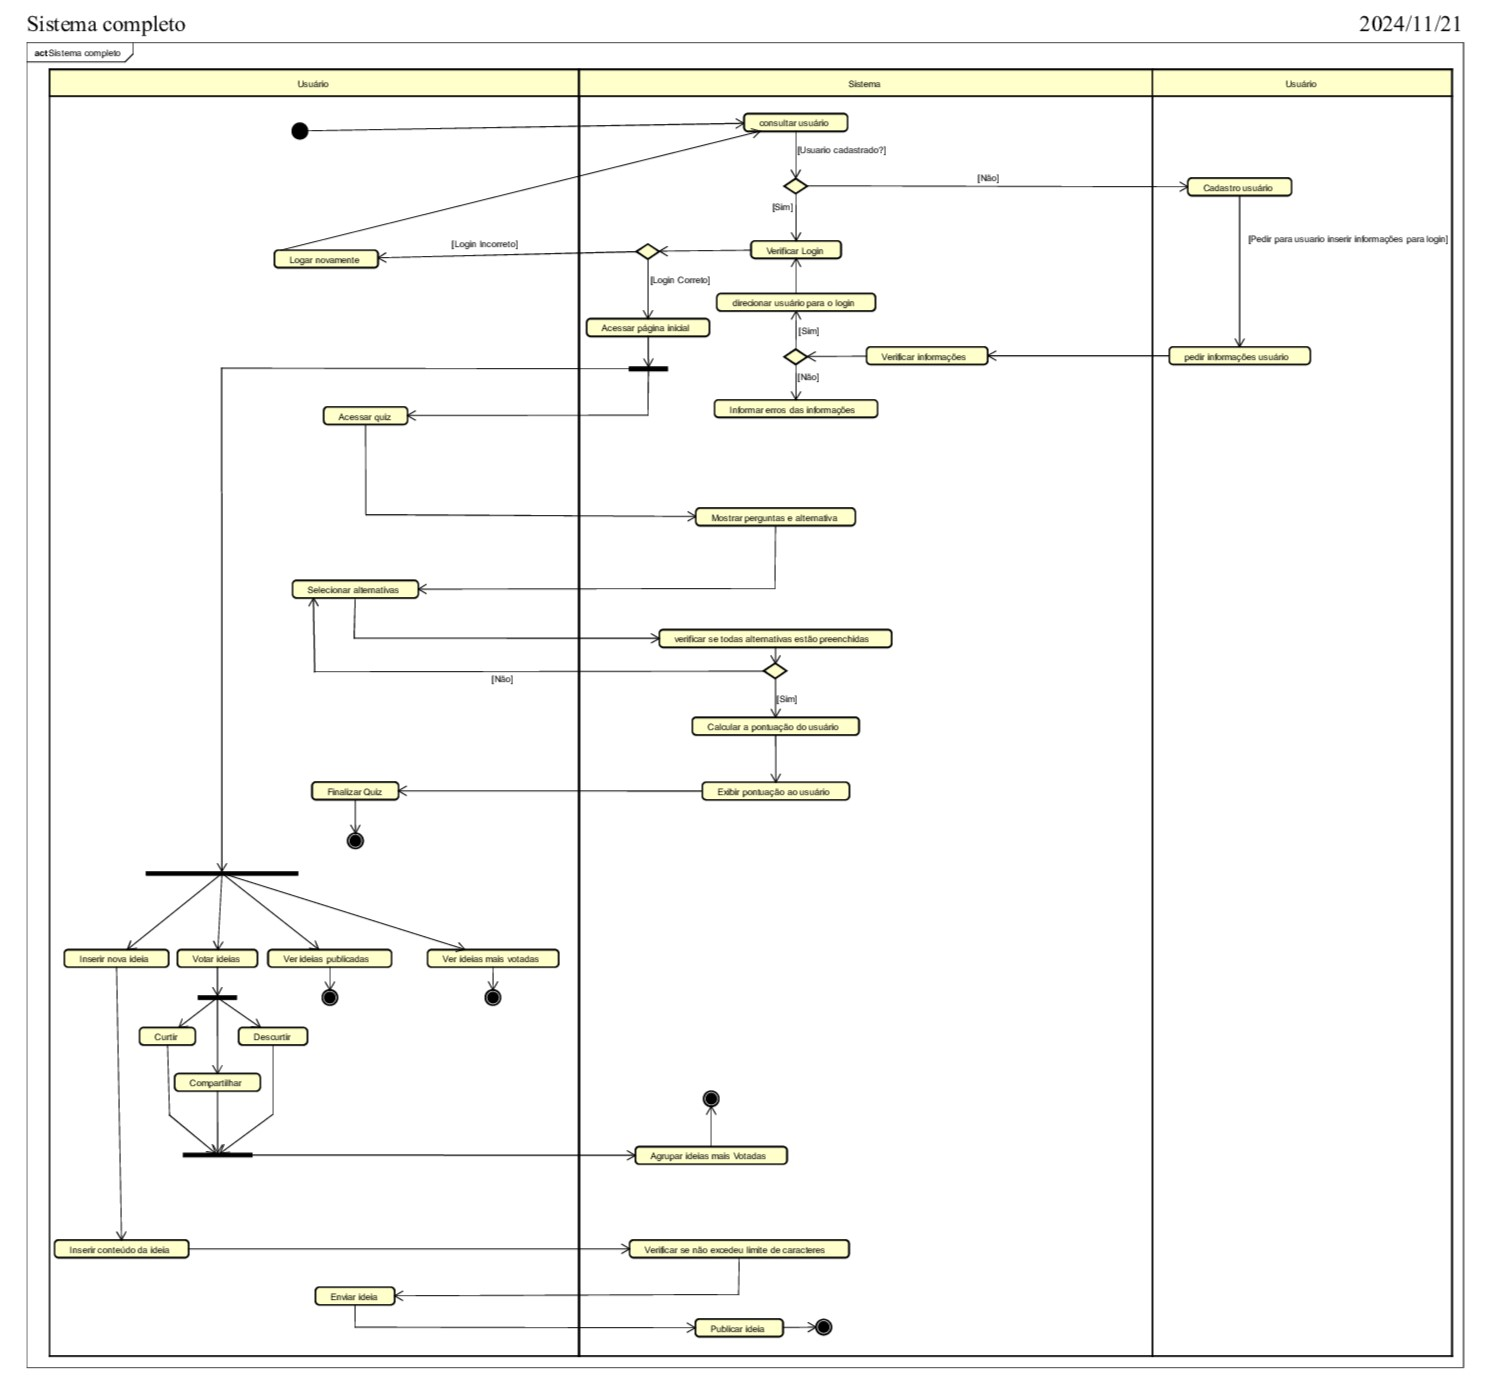 Sistema completo
2024/11/21
act Sistema completo
Usuário
Sistema
Usuário
consultar usuário
[Usuario cadastrado?]
[Não]
Cadastro usuário
[Sim]
[Pedir para usuario inserir informações para login]
[Login Incorreto]
Verificar Login
Logar novamente
[Login Correto]
direcionar usuário para o login
Acessar página inicial
[Sim]
Verificar informações
pedir informações usuário
[Não]
Informar erros das informações
Acessar quiz
Mostrar perguntas e alternativa
Selecionar alternativas
verificar se todas alternativas estão preenchidas
[Não]
[Sim]
Calcular a pontuação do usuário
Finalizar Quiz
Exibir pontuação ao usuário
Inserir nova ideia
Votar ideias
Ver ideias publicadas
Ver ideias mais votadas
Curtir
Descurtir
Compartilhar
Agrupar ideias mais Votadas
Inserir conteúdo da ideia
Verificar se não excedeu limite de caracteres
Enviar ideia
Publicar ideia